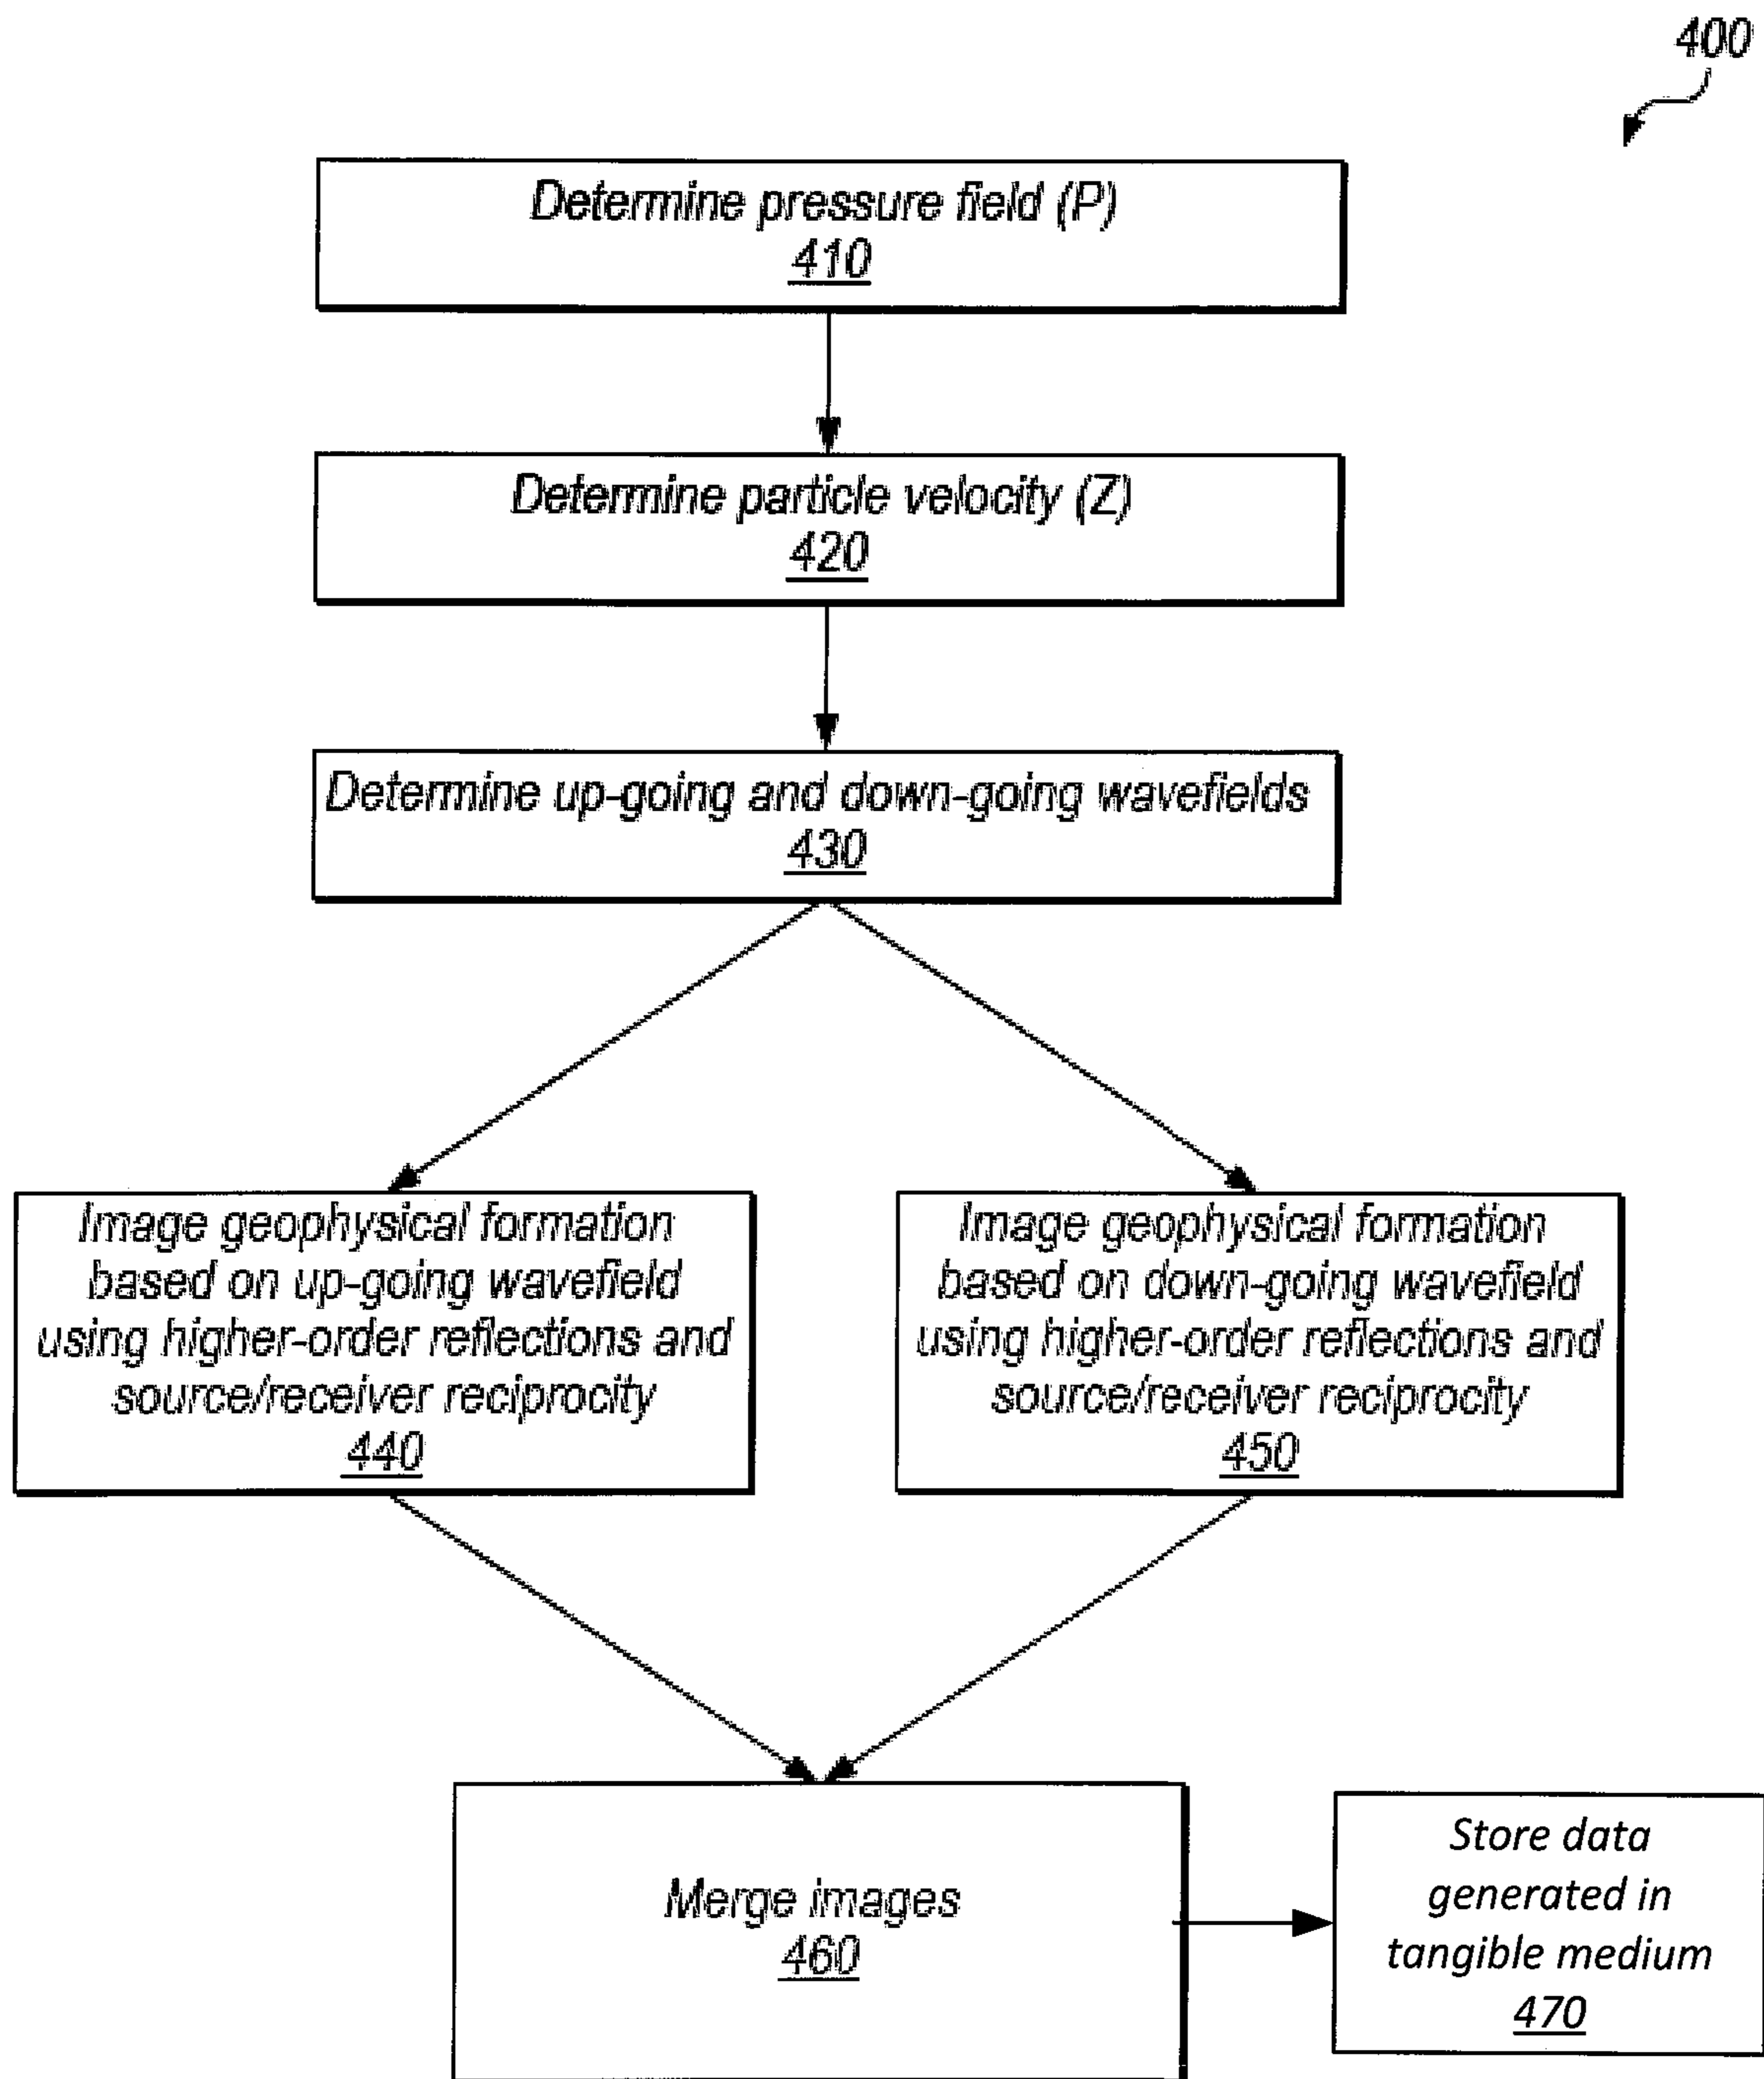 400
Determine pressure field (P)
410
Determine particle velocity (Z)
420
Determine up-going and down-going wavefields
430
Image geophysical formation
based on up-going wavefield
using higher-order reflections and
source/receiver reciprocity
440
Image geophysical formation
based on down-going wavefield
using higher-order reflections and
source/receiver reciprocity
450
Merge images
460
Store data
generated in
tangible medium
470